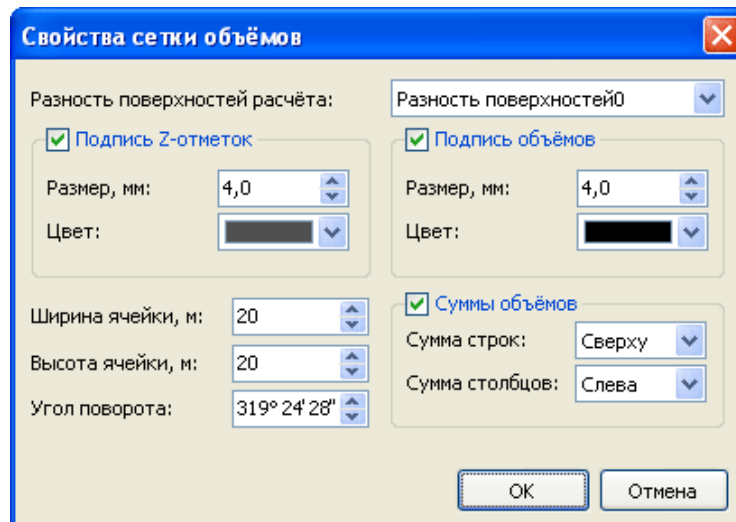 Свойства сетки объёмов
Разность поверхностей расчёта: Разность поверхностей0
Подпись Z-отметок
Размер, мм: 4,0
Цвет:
Подпись объёмов
Размер, мм: 4,0
Цвет:
Ширина ячейки, м: 20
Высота ячейки, м: 20
Угол поворота: 319° 24' 28"
Суммы объёмов
Сумма строк: Сверху
Сумма столбцов: Слева
OK Отмена